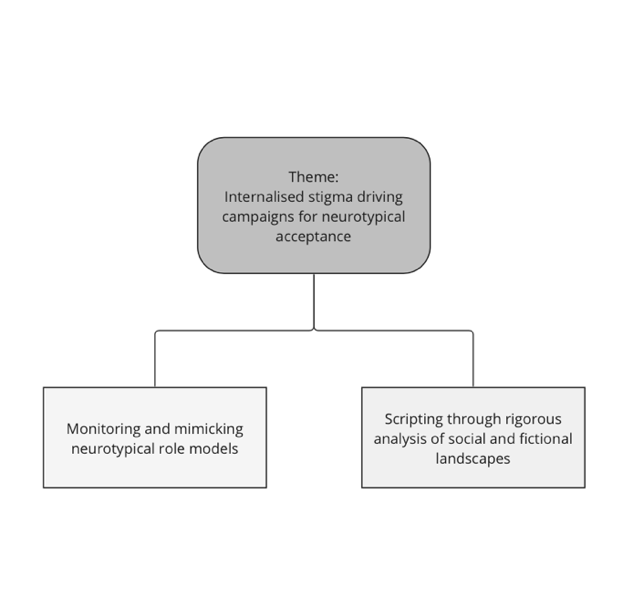 Theme:
Internalised stigma driving
campaigns for neurotypical
acceptance
Monitoring and mimicking
neurotypical role models
Scripting through rigorous
analysis of social and fictional
landscapes